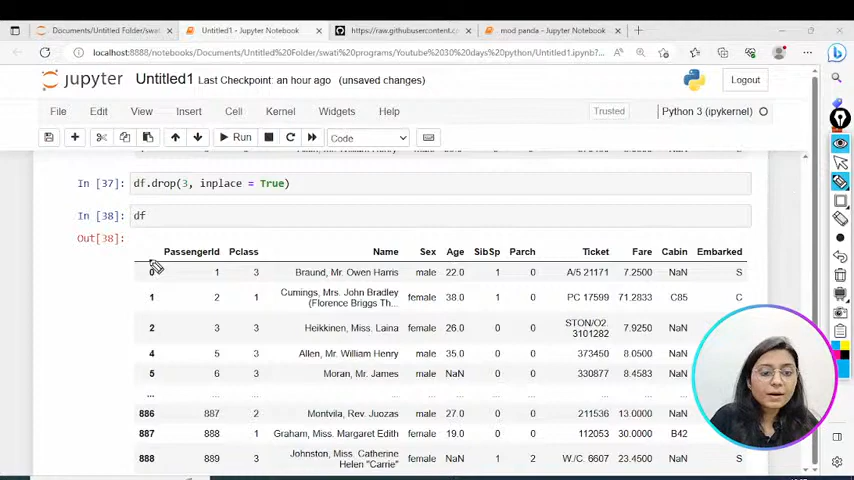 Documents/Untitled Folder/swati
Untitled1 - Jupyter Notebook
https://raw.githubusercontent.co
mod panda - Jupyter Notebook
localhost:8888/notebooks/Documents/Untitled%20Folder/swati%20programs/Youtube%2030%20days%20python/Untitled1.ipynb?...
jupyter Untitled1 Last Checkpoint: an hour ago (unsaved changes)
Logout
File Edit View Insert Cell Kernel Widgets Help Trusted Python 3 (ipykernel)
Run Code
In [37]: df.drop(3, inplace = True)
In [38]: df
Out[38]:
PassengerId Pclass Name Sex Age SibSp Parch Ticket Fare Cabin Embarked
0 1 3 Braund, Mr. Owen Harris male 22.0 1 0 A/5 21171 7.2500 NaN S
1 2 1 Cumings, Mrs. John Bradley (Florence Briggs Th... female 38.0 1 0 PC 17599 71.2833 C85 C
2 3 3 Heikkinen, Miss. Laina female 26.0 0 0 STON/O2. 3101282 7.9250 NaN
4 5 3 Allen, Mr. William Henry male 35.0 0 0 373450 8.0500 NaN
5 6 3 Moran, Mr. James male NaN 0 0 330877 8.4583 NaN
... ... ... ... ... ... ... ... ... ... ...
886 887 2 Montvila, Rev. Juozas male 27.0 0 0 211536 13.0000 NaN
887 888 1 Graham, Miss. Margaret Edith female 19.0 0 0 112053 30.0000 B42
888 889 3 Johnston, Miss. Catherine Helen "Carrie" female NaN 1 2 W./C. 6607 23.4500 NaN S